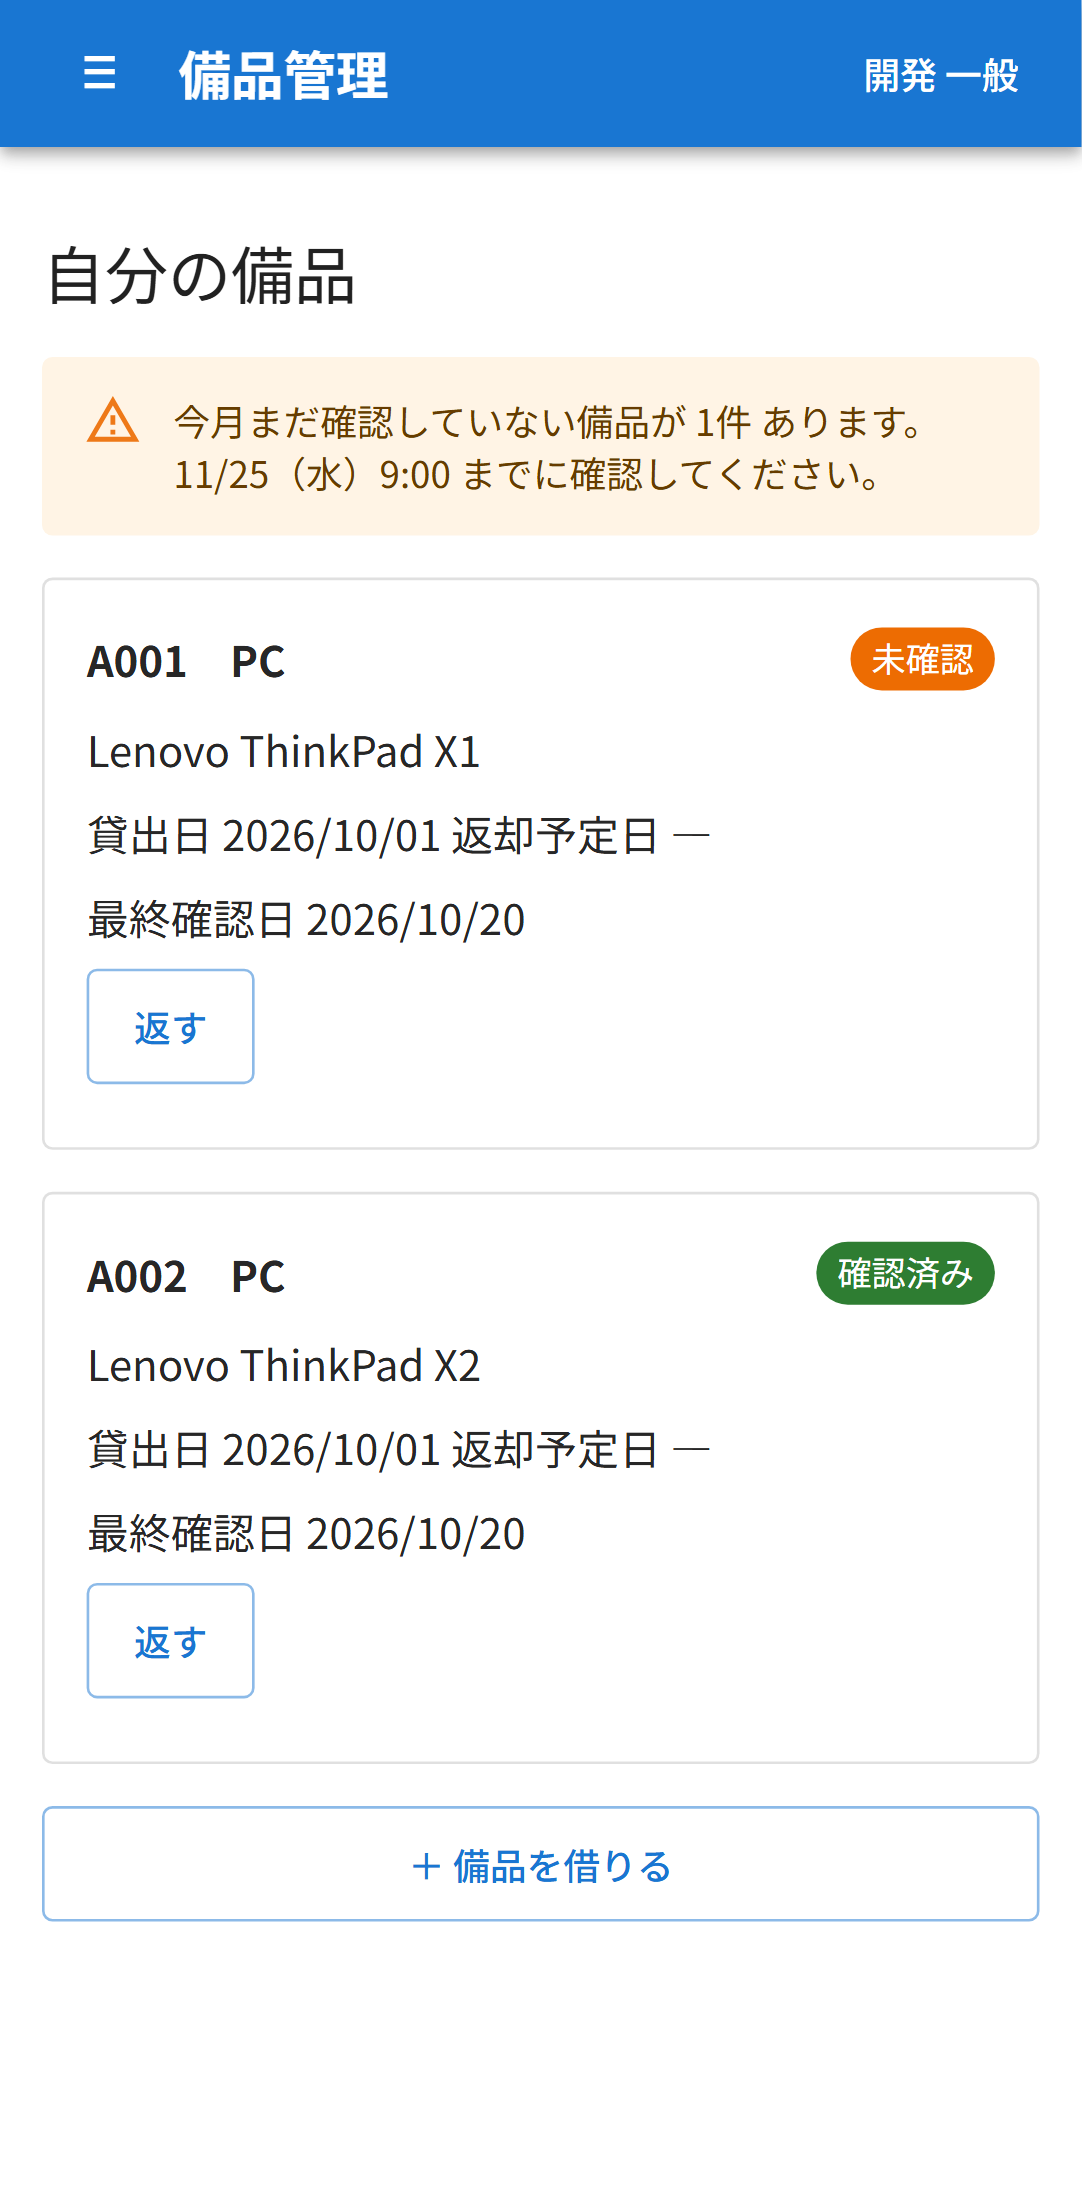 ☰ 備品管理 開発 一般
自分の備品
今月まだ確認していない備品が 1件 あります。
11/25（水）9:00 までに確認してください。
A001　PC 未確認
Lenovo ThinkPad X1
貸出日 2026/10/01 返却予定日 —
最終確認日 2026/10/20
返す
A002　PC 確認済み
Lenovo ThinkPad X2
貸出日 2026/10/01 返却予定日 —
最終確認日 2026/10/20
返す
＋ 備品を借りる